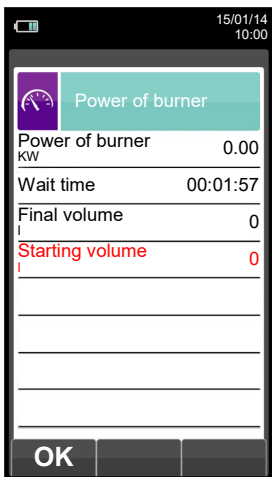 15/01/14
10:00
Power of burner
Power of burner 0.00
KW
Wait time 00:01:57
Final volume 0
l
Starting volume 0
l
OK